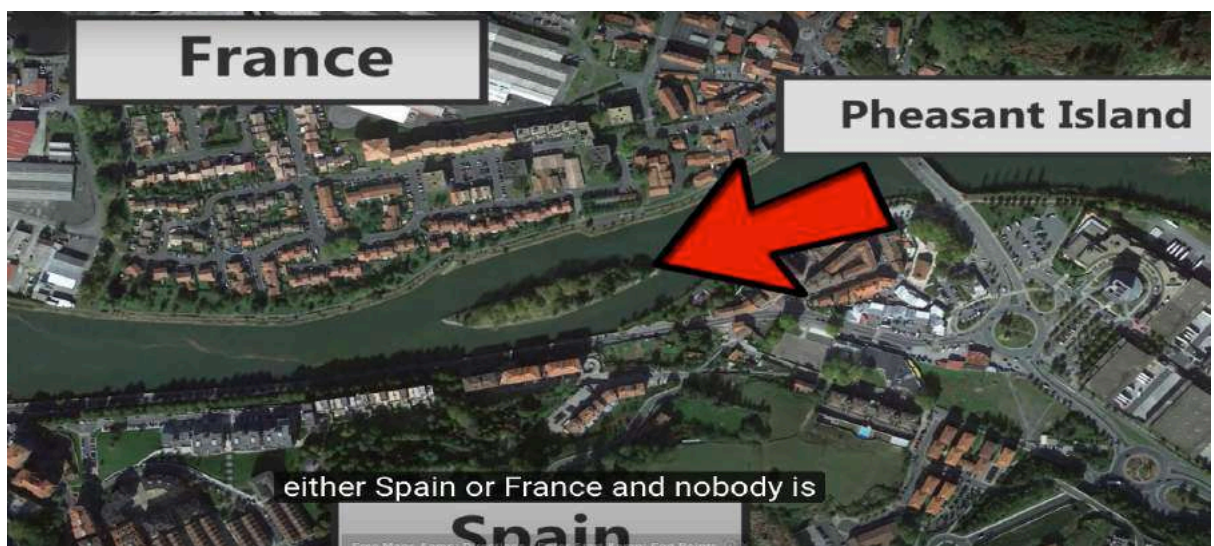 France
Pheasant Island
either Spain or France and nobody is
Spain